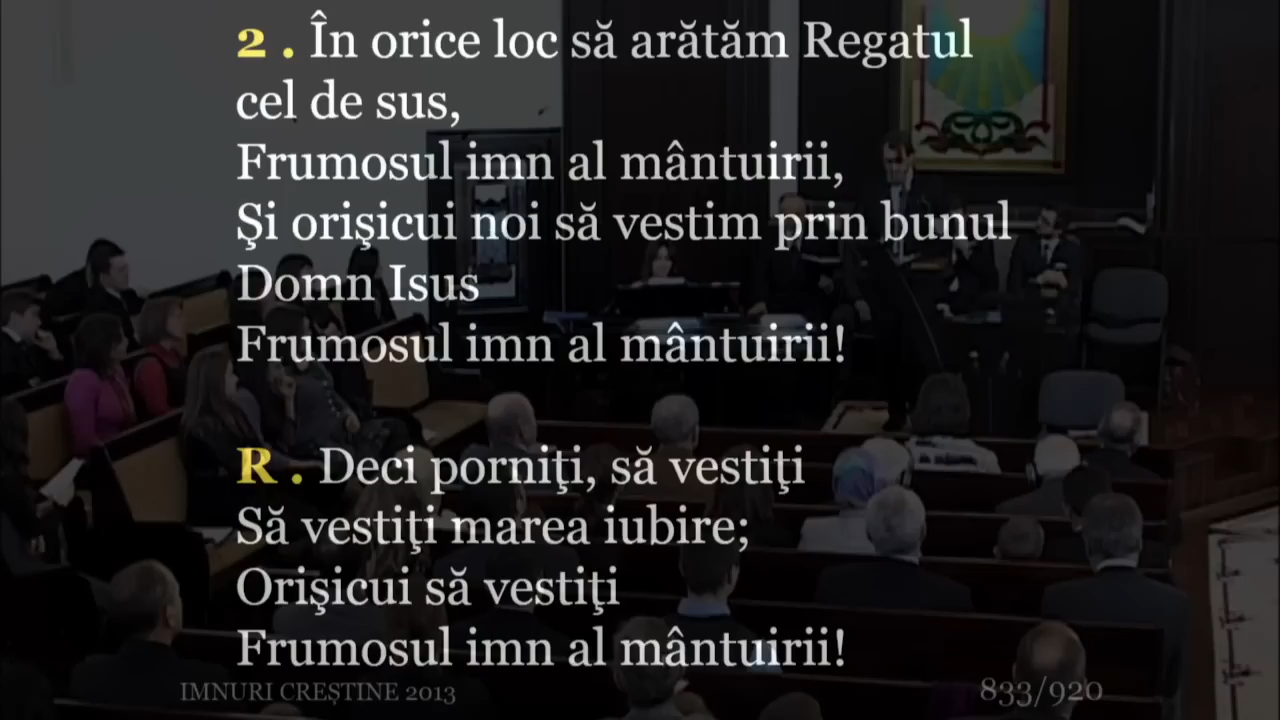 2 . În orice loc să arătăm Regatul
cel de sus,
Frumosul imn al mântuirii,
Şi orişicui noi să vestim prin bunul
Domn Isus
Frumosul imn al mântuirii!
R . Deci porniţi, să vestiţi
Să vestiţi marea iubire;
Orişicui să vestiţi
Frumosul imn al mântuirii!
IMNURI CREȘTINE 2013
833/920